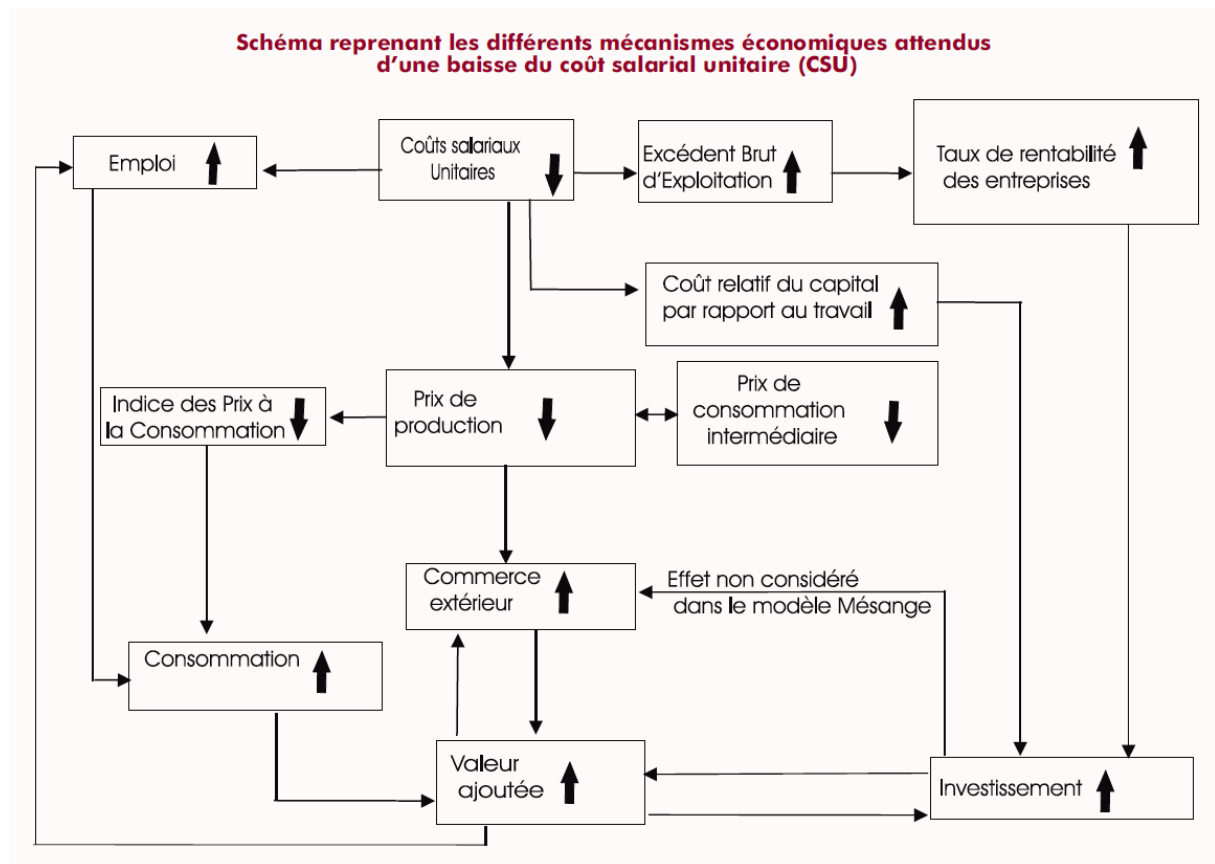 Schéma reprenant les différents mécanismes économiques attendus
d'une baisse du coût salarial unitaire (CSU)
Emploi
Coûts salariaux
Unitaires
Excédent Brut
d'Exploitation
Taux de rentabilité
des entreprises
Coût relatif du capital
par rapport au travail
Indice des Prix à
la Consommation
Prix de
production
Prix de
consommation
intermédiaire
Commerce
extérieur
Effet non considéré
dans le modèle Mésange
Consommation
Valeur
ajoutée
Investissement